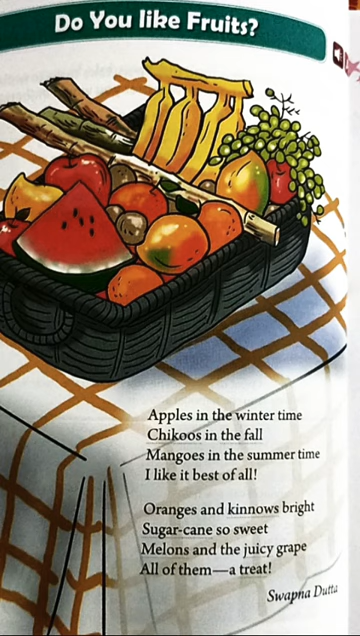 Do You like Fruits?
Apples in the winter time
Chikoos in the fall
Mangoes in the summer time
I like it best of all!
Oranges and kinnows bright
Sugar-cane so sweet
Melons and the juicy grape
All of them—a treat!
Swapna Dutta